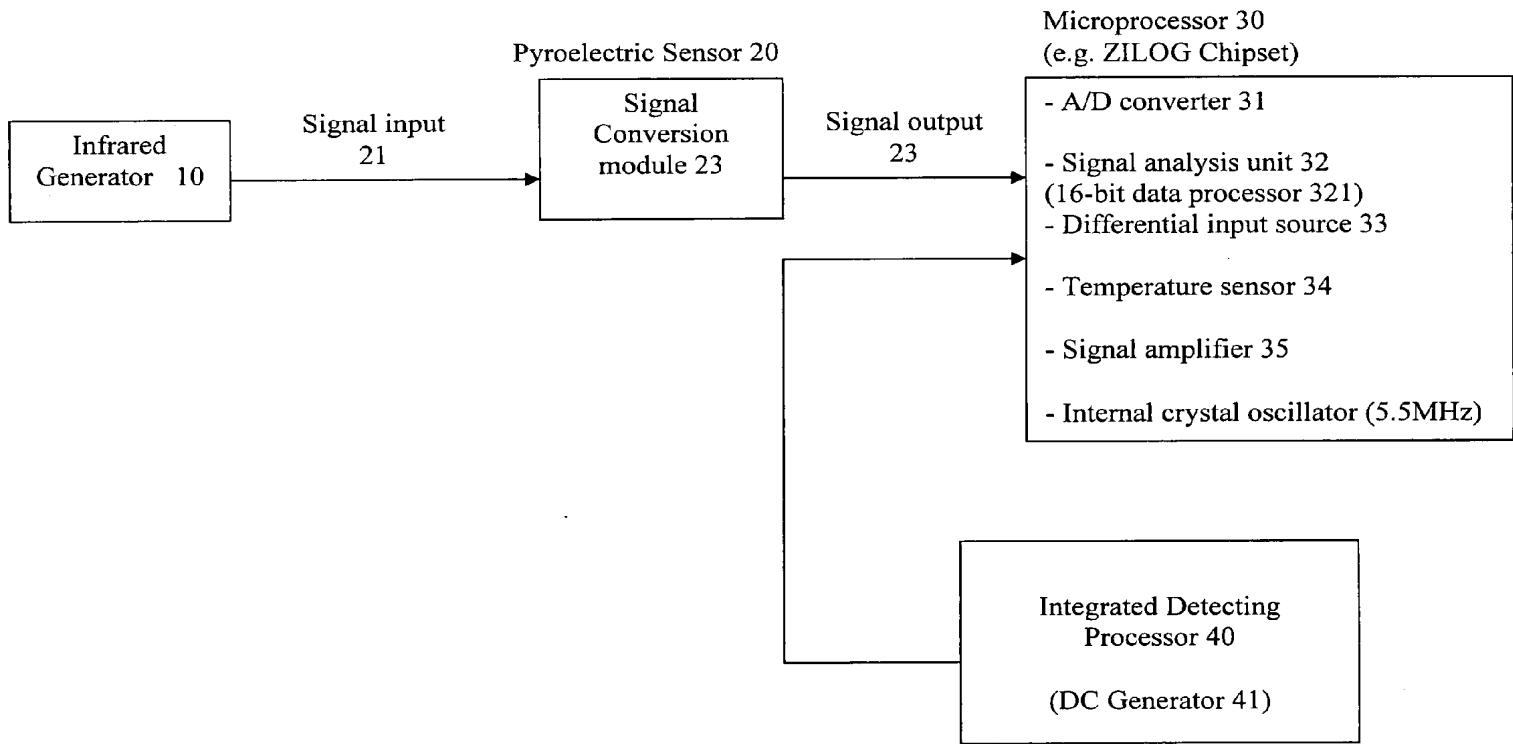 Microprocessor 30
(e.g. ZILOG Chipset)
Pyroelectric Sensor 20
Infrared
Generator 10
Signal input
21
Signal
Conversion
module 23
Signal output
23
- A/D converter 31
- Signal analysis unit 32
(16-bit data processor 321)
- Differential input source 33
- Temperature sensor 34
- Signal amplifier 35
- Internal crystal oscillator (5.5MHz)
Integrated Detecting
Processor 40
(DC Generator 41)